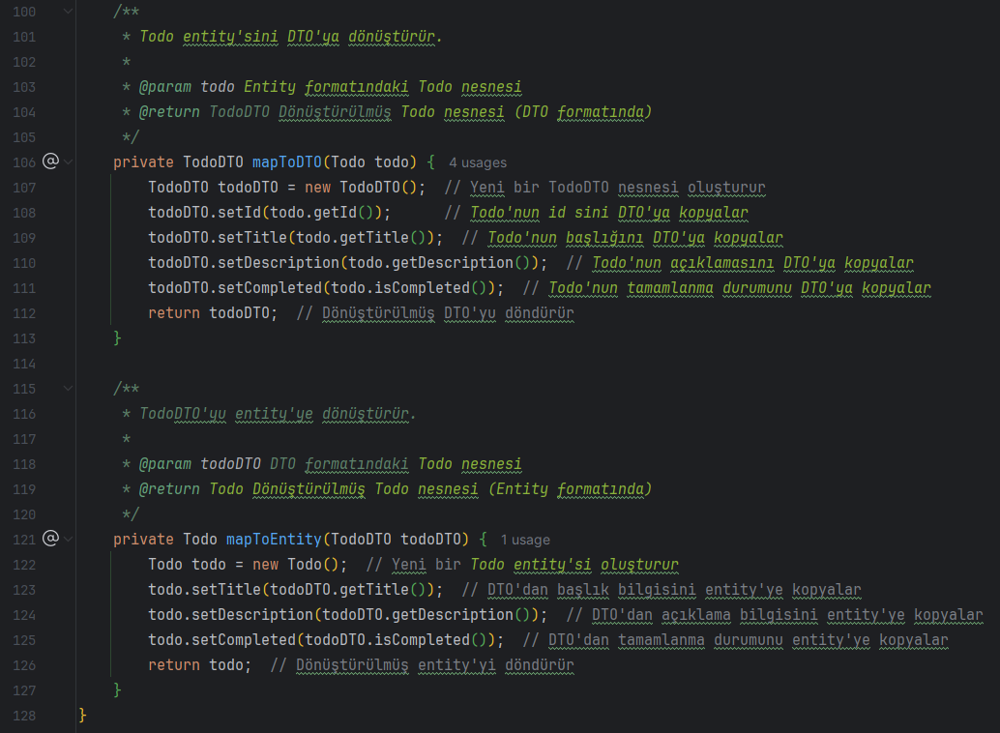 100 /**
101 * Todo entity'sini DTO'ya dönüştürür.
102 *
103 * @param todo Entity formatındaki Todo nesnesi
104 * @return TodoDTO Dönüştürülmüş Todo nesnesi (DTO formatında)
105 */
106 @ private TodoDTO mapToDTO(Todo todo) { 4 usages
107 TodoDTO todoDTO = new TodoDTO(); // Yeni bir TodoDTO nesnesi oluşturur
108 todoDTO.setId(todo.getId()); // Todo'nun id sini DTO'ya kopyalar
109 todoDTO.setTitle(todo.getTitle()); // Todo'nun başlığını DTO'ya kopyalar
110 todoDTO.setDescription(todo.getDescription()); // Todo'nun açıklamasını DTO'ya kopyalar
111 todoDTO.setCompleted(todo.isCompleted()); // Todo'nun tamamlanma durumunu DTO'ya kopyalar
112 return todoDTO; // Dönüştürülmüş DTO'yu döndürür
113 }
114
115 /**
116 * TodoDTO'yu entity'ye dönüştürür.
117 *
118 * @param todoDTO DTO formatındaki Todo nesnesi
119 * @return Todo Dönüştürülmüş Todo nesnesi (Entity formatında)
120 */
121 @ private Todo mapToEntity(TodoDTO todoDTO) { 1 usage
122 Todo todo = new Todo(); // Yeni bir Todo entity'si oluşturur
123 todo.setTitle(todoDTO.getTitle()); // DTO'dan başlık bilgisini entity'ye kopyalar
124 todo.setDescription(todoDTO.getDescription()); // DTO'dan açıklama bilgisini entity'ye kopyalar
125 todo.setCompleted(todoDTO.isCompleted()); // DTO'dan tamamlanma durumunu entity'ye kopyalar
126 return todo; // Dönüştürülmüş entity'yi döndürür
127 }
128 }